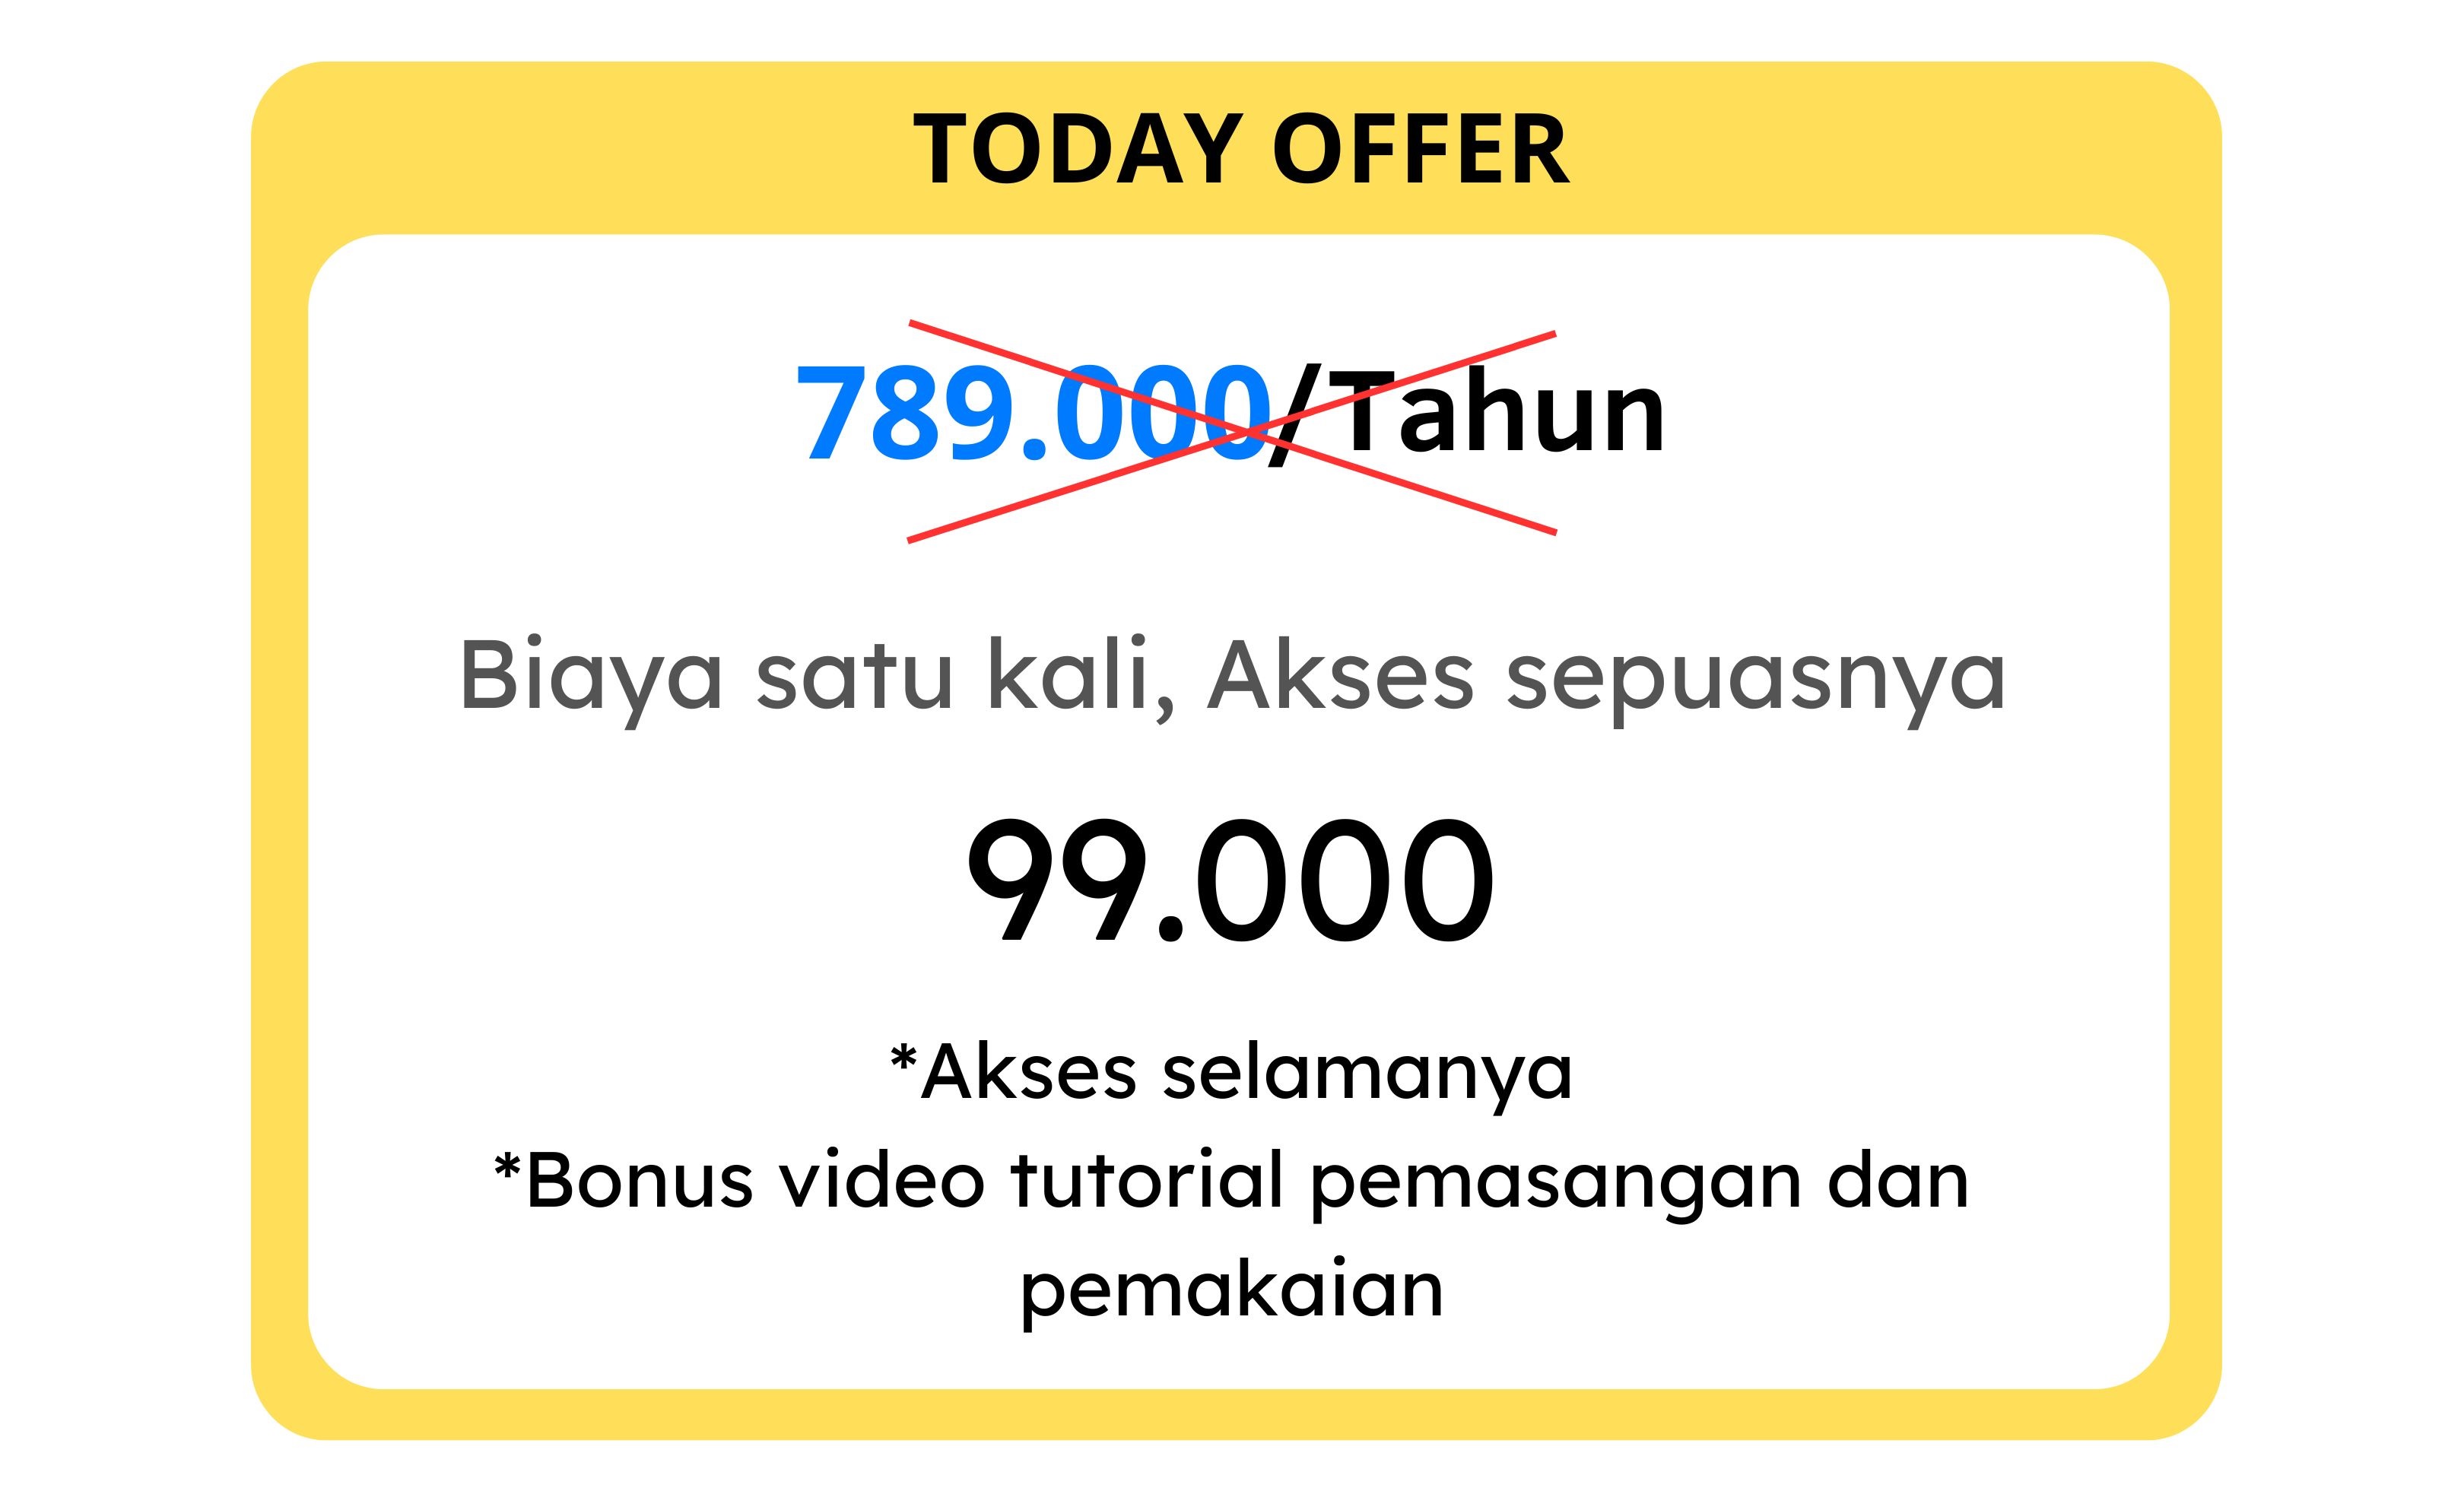 TODAY OFFER
789.000/Tahun
Biaya satu kali, Akses sepuasnya
99.000
*Akses selamanya
*Bonus video tutorial pemasangan dan
pemakaian